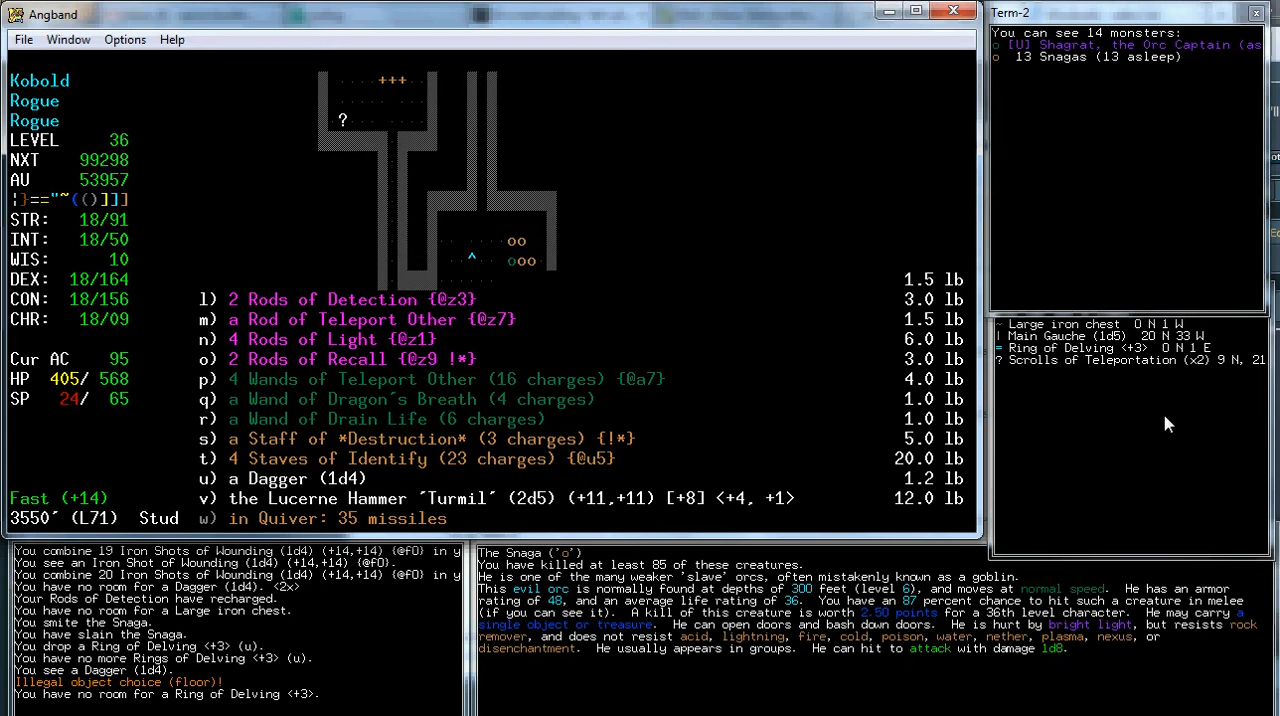 Angband
File Window Options Help
Kobold
Rogue
Rogue
LEVEL 36
NXT 99298
AU 53957
¦}=="~(()]]]
STR: 18/91
INT: 18/50
WIS: 10
DEX: 18/164
CON: 18/156
CHR: 18/09
Cur AC 95
HP 405/ 568
SP 24/ 65
Fast (+14)
3550´ (L71) Stud
+++
?
oo
^ ooo
1.5 lb
l) 2 Rods of Detection {@z3} 3.0 lb
m) a Rod of Teleport Other {@z7} 1.5 lb
n) 4 Rods of Light {@z1} 6.0 lb
o) 2 Rods of Recall {@z9 !*} 3.0 lb
p) 4 Wands of Teleport Other (16 charges) {@a7} 4.0 lb
q) a Wand of Dragon´s Breath (4 charges) 1.0 lb
r) a Wand of Drain Life (6 charges) 1.0 lb
s) a Staff of *Destruction* (3 charges) {!*} 5.0 lb
t) 4 Staves of Identify (23 charges) {@u5} 20.0 lb
u) a Dagger (1d4) 1.2 lb
v) the Lucerne Hammer ´Turmil´ (2d5) (+11,+11) [+8] <+4, +1> 12.0 lb
w) in Quiver: 35 missiles
Term-2
You can see 14 monsters:
o [U] Shagrat, the Orc Captain (as
o 13 Snagas (13 asleep)
~ Large iron chest 0 N 1 W
| Main Gauche (1d5) 20 N 33 W
= Ring of Delving <+3> 0 N 1 E
? Scrolls of Teleportation (x2) 9 N, 21
You combine 19 Iron Shots of Wounding (1d4) (+14,+14) {@f0} in y
You see an Iron Shot of Wounding (1d4) (+14,+14) {@f0}.
You combine 20 Iron Shots of Wounding (1d4) (+14,+14) {@f0} in y
You have no room for a Dagger (1d4). <2x>
Your Rods of Detection have recharged.
You have no room for a Large iron chest.
You smite the Snaga.
You have slain the Snaga.
You drop a Ring of Delving <+3> (u).
You have no more Rings of Delving <+3> (u).
You see a Dagger (1d4).
Illegal object choice (floor)!
You have no room for a Ring of Delving <+3>.
The Snaga ('o')
You have killed at least 85 of these creatures.
He is one of the many weaker 'slave' orcs, often mistakenly known as a goblin.
This evil orc is normally found at depths of 300 feet (level 6), and moves at normal speed. He has an armor
rating of 48, and an average life rating of 36. You have an 87 percent chance to hit such a creature in melee
(if you can see it). A kill of this creature is worth 2.50 points for a 36th level character. He may carry a
single object or treasure. He can open doors and bash down doors. He is hurt by bright light, but resists rock
remover, and does not resist acid, lightning, fire, cold, poison, water, nether, plasma, nexus, or
disenchantment. He usually appears in groups. He can hit to attack with damage 1d8.